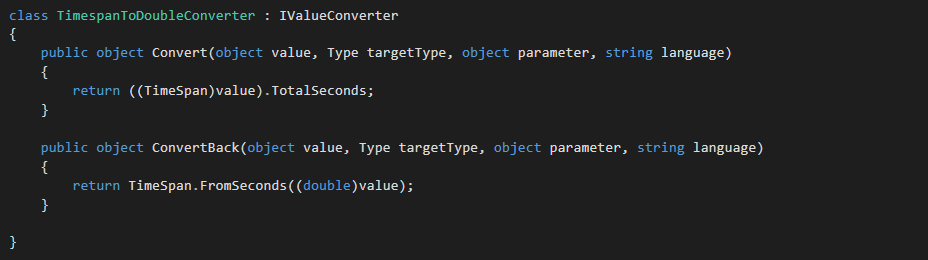 class TimespanToDoubleConverter : IValueConverter
{
    public object Convert(object value, Type targetType, object parameter, string language)
    {
        return ((TimeSpan)value).TotalSeconds;
    }

    public object ConvertBack(object value, Type targetType, object parameter, string language)
    {
        return TimeSpan.FromSeconds((double)value);
    }

}